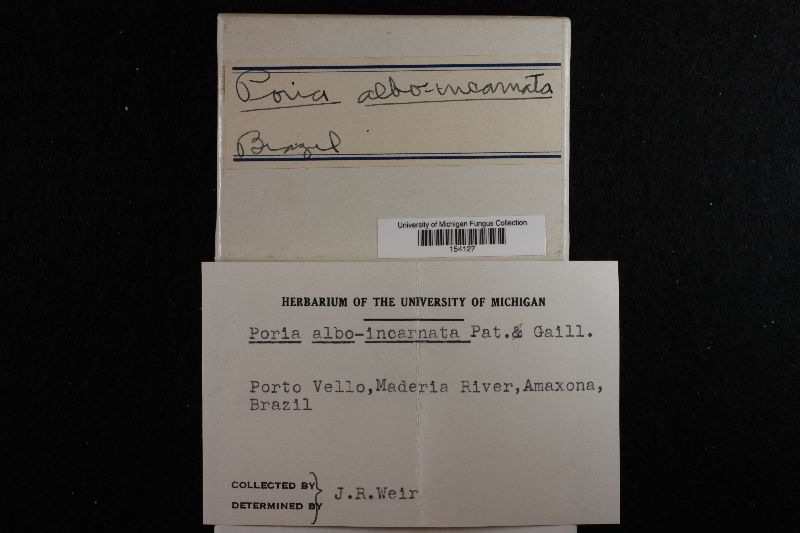 Poria albo-incarnata
Brazil
University of Michigan Fungus Collection
154127
HERBARIUM OF THE UNIVERSITY OF MICHIGAN
Poria albo-incarnata Pat.& Gaill.
Porto Vello,Maderia River,Amaxona,
Brazil
COLLECTED BY
DETERMINED BY
J.R.Weir